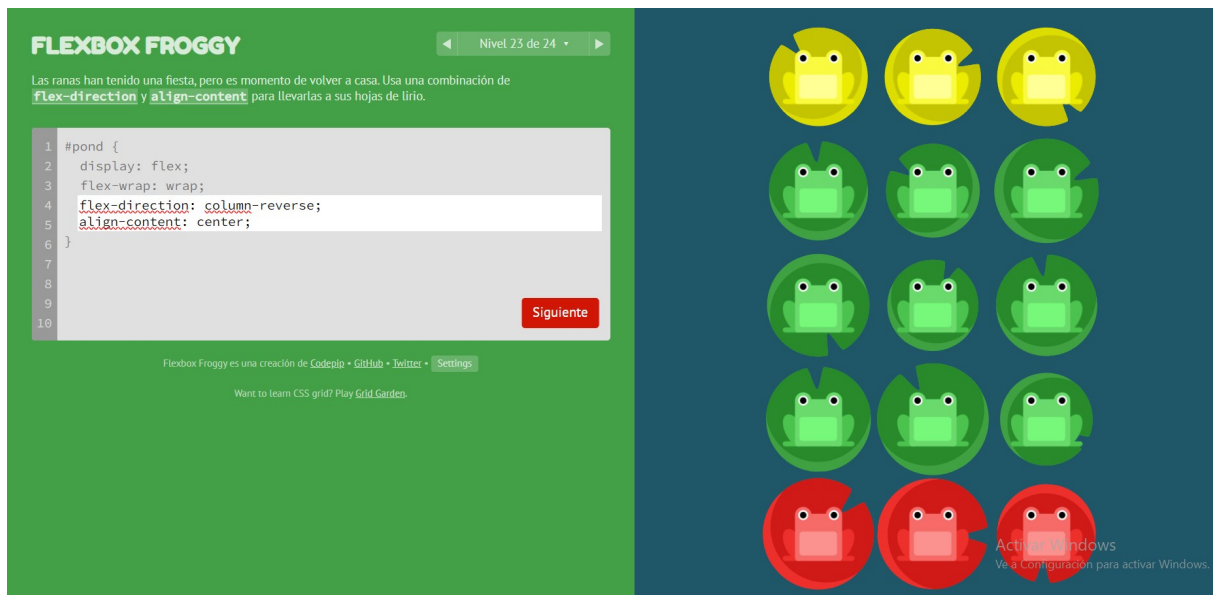 FLEXBOX FROGGY
◀ Nivel 23 de 24 ▾ ▶
Las ranas han tenido una fiesta, pero es momento de volver a casa. Usa una combinación de
flex-direction y align-content para llevarlas a sus hojas de lirio.
1 #pond {
2 display: flex;
3 flex-wrap: wrap;
4 flex-direction: column-reverse;
5 align-content: center;
6 }
7
8
9
10
Siguiente
Flexbox Froggy es una creación de Codepip • GitHub • Twitter • Settings
Want to learn CSS grid? Play Grid Garden.
Activar Windows
Ve a Configuración para activar Windows.